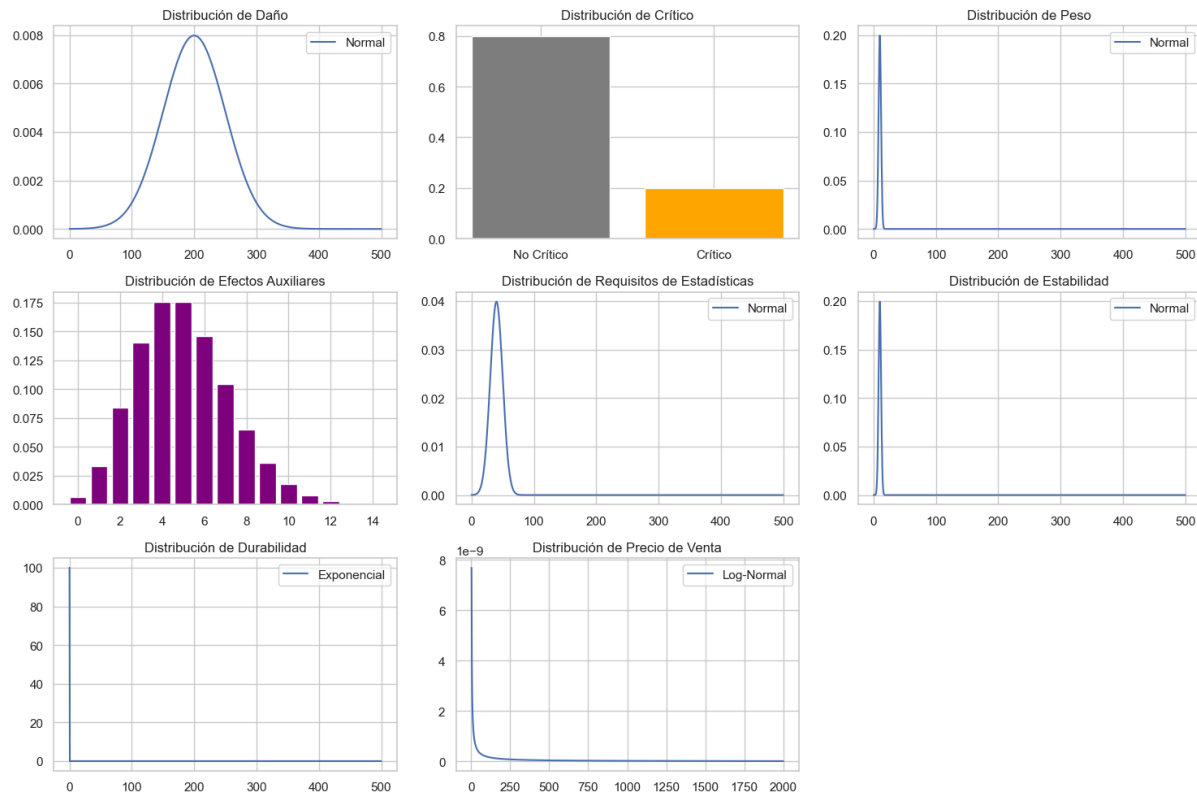 Distribución de Daño
Normal
0.008
0.006
0.004
0.002
0.000
0 100 200 300 400 500
Distribución de Crítico
0.8
0.6
0.4
0.2
0.0
No Crítico Crítico
Distribución de Peso
Normal
0.20
0.15
0.10
0.05
0.00
0 100 200 300 400 500
Distribución de Efectos Auxiliares
0.175
0.150
0.125
0.100
0.075
0.050
0.025
0.000
0 2 4 6 8 10 12 14
Distribución de Requisitos de Estadísticas
Normal
0.04
0.03
0.02
0.01
0.00
0 100 200 300 400 500
Distribución de Estabilidad
Normal
0.20
0.15
0.10
0.05
0.00
0 100 200 300 400 500
Distribución de Durabilidad
Exponencial
100
80
60
40
20
0
0 100 200 300 400 500
Distribución de Precio de Venta
1e−9
Log-Normal
8
6
4
2
0
0 250 500 750 1000 1250 1500 1750 2000